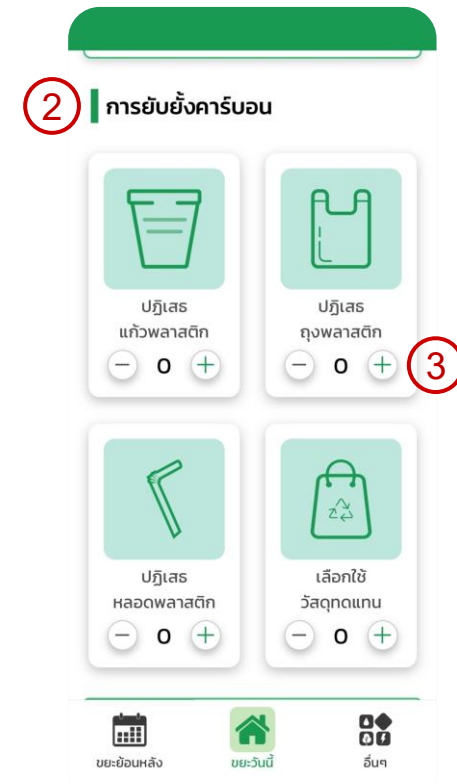 2 การยับยั้งคาร์บอน
ปฏิเสธ
แก้วพลาสติก
- 0 +
ปฏิเสธ
ถุงพลาสติก
- 0 + 3
ปฏิเสธ
หลอดพลาสติก
- 0 +
เลือกใช้
วัสดุทดแทน
- 0 +
ขยะย้อนหลัง
ขยะวันนี้
อื่นๆ